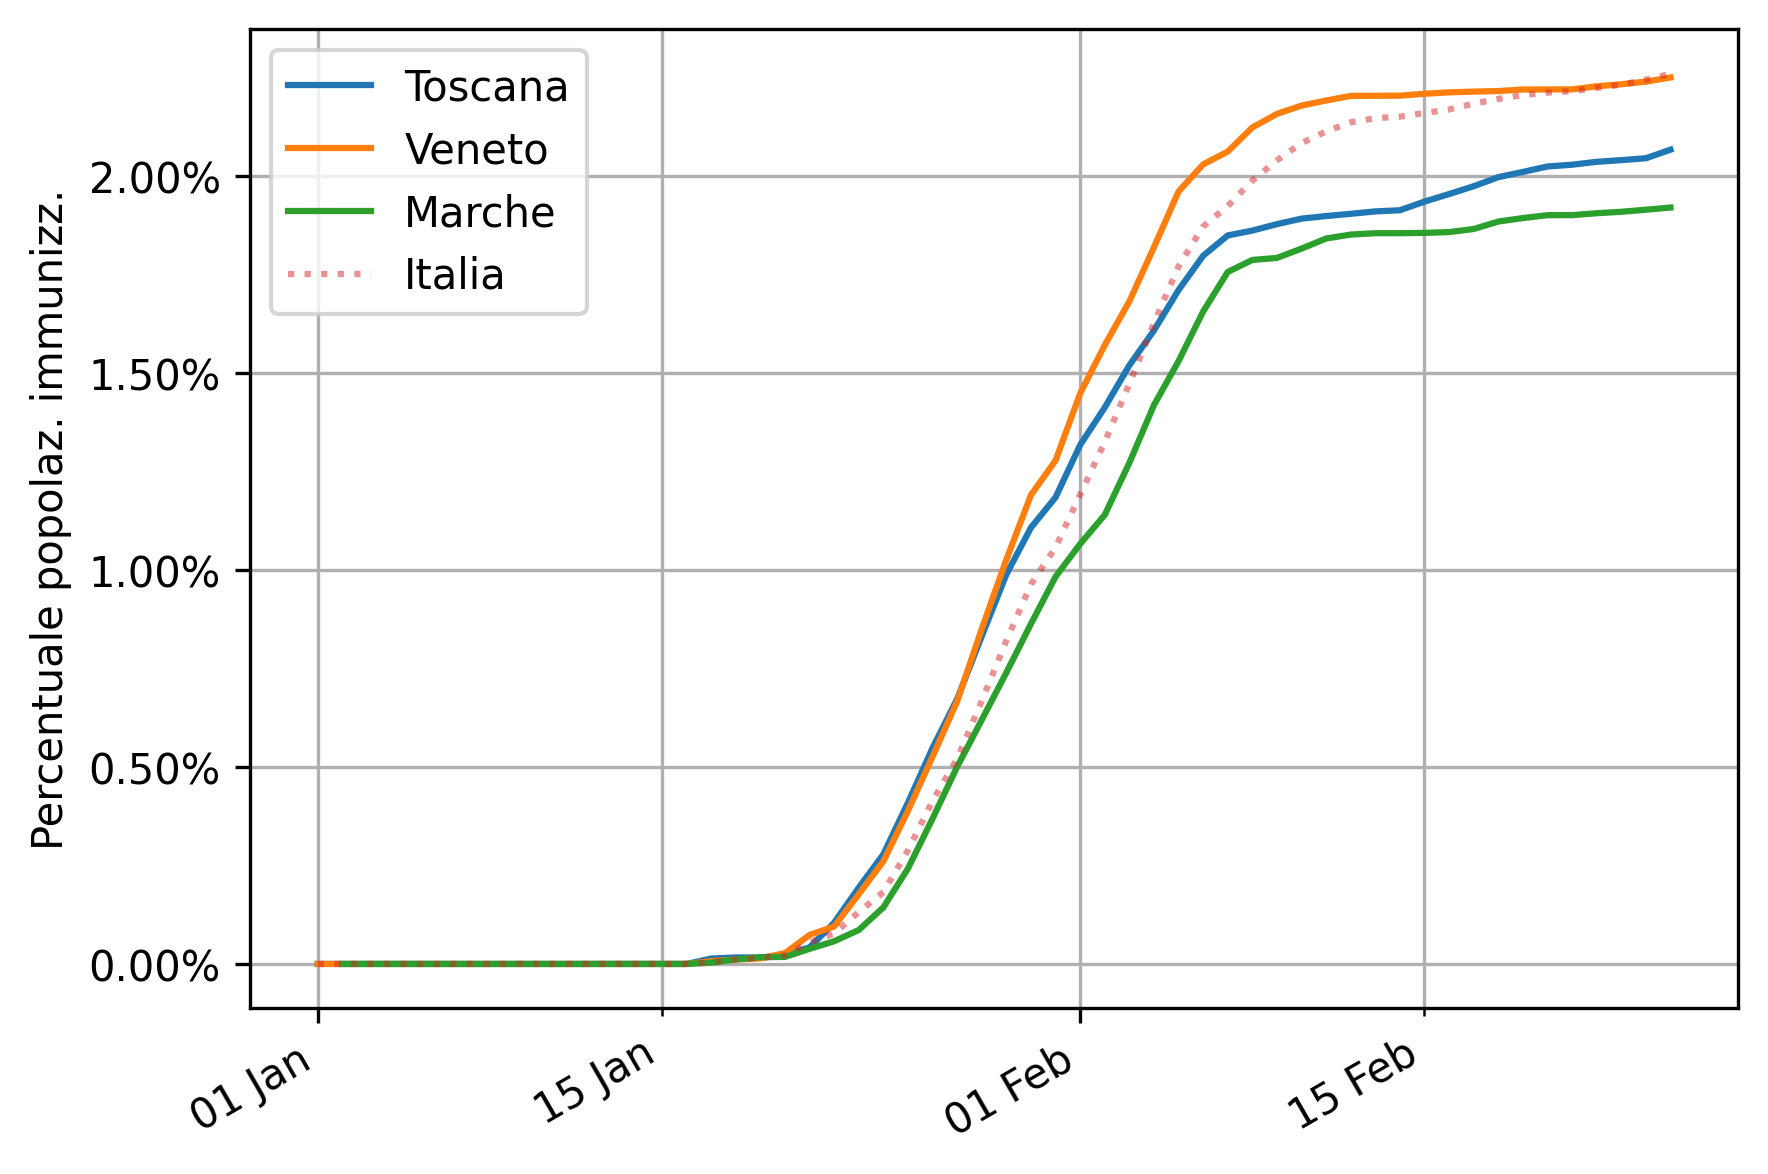 Toscana
Veneto
Marche
Italia
Percentuale popolaz. immunizz.
2.00%
1.50%
1.00%
0.50%
0.00%
01 Jan
15 Jan
01 Feb
15 Feb